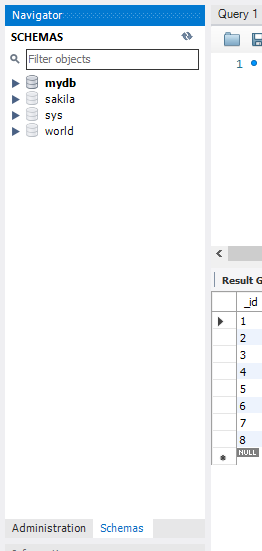 Navigator
SCHEMAS
Filter objects
mydb
sakila
sys
world
Administration Schemas
Query 1
1
Result G
_id
1
2
3
4
5
6
7
8
NULL